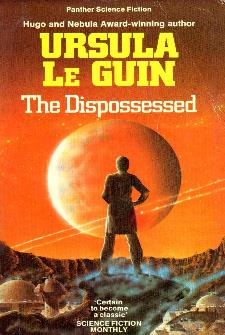 Panther Science Fiction
Hugo and Nebula Award-winning author
URSULA
LE GUIN
The Dispossessed
'Certain
to become
a classic'
SCIENCE FICTION
MONTHLY